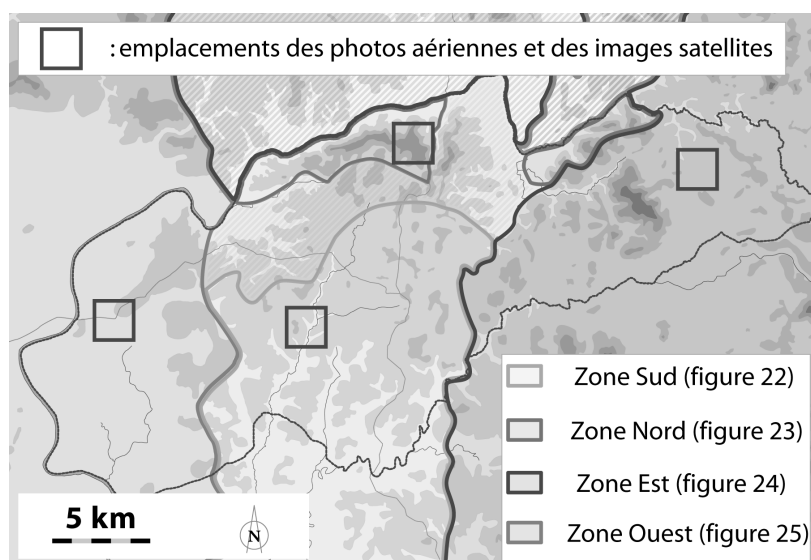 : emplacements des photos aériennes et des images satellites
Zone Sud (figure 22)
Zone Nord (figure 23)
Zone Est (figure 24)
Zone Ouest (figure 25)
5 km
N